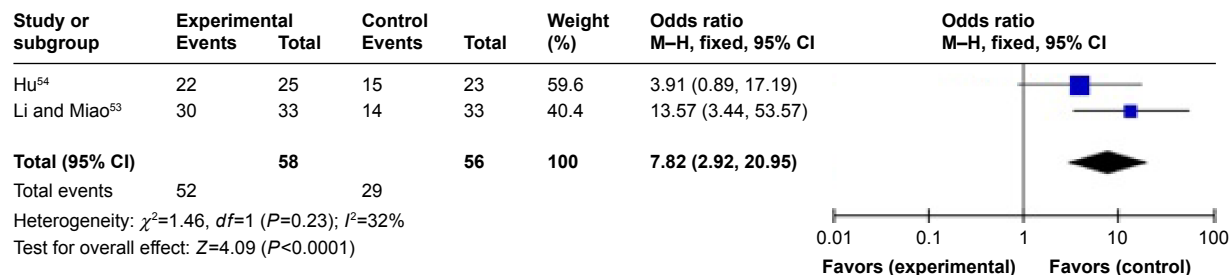 Study or Experimental Control Weight Odds ratio Odds ratio
subgroup Events Total Events Total (%) M–H, fixed, 95% CI M–H, fixed, 95% CI
Hu54 22 25 15 23 59.6 3.91 (0.89, 17.19)
Li and Miao53 30 33 14 33 40.4 13.57 (3.44, 53.57)
Total (95% CI) 58 56 100 7.82 (2.92, 20.95)
Total events 52 29
Heterogeneity: χ2=1.46, df=1 (P=0.23); I2=32%
Test for overall effect: Z=4.09 (P<0.0001)
0.01 0.1 1 10 100
Favors (experimental) Favors (control)